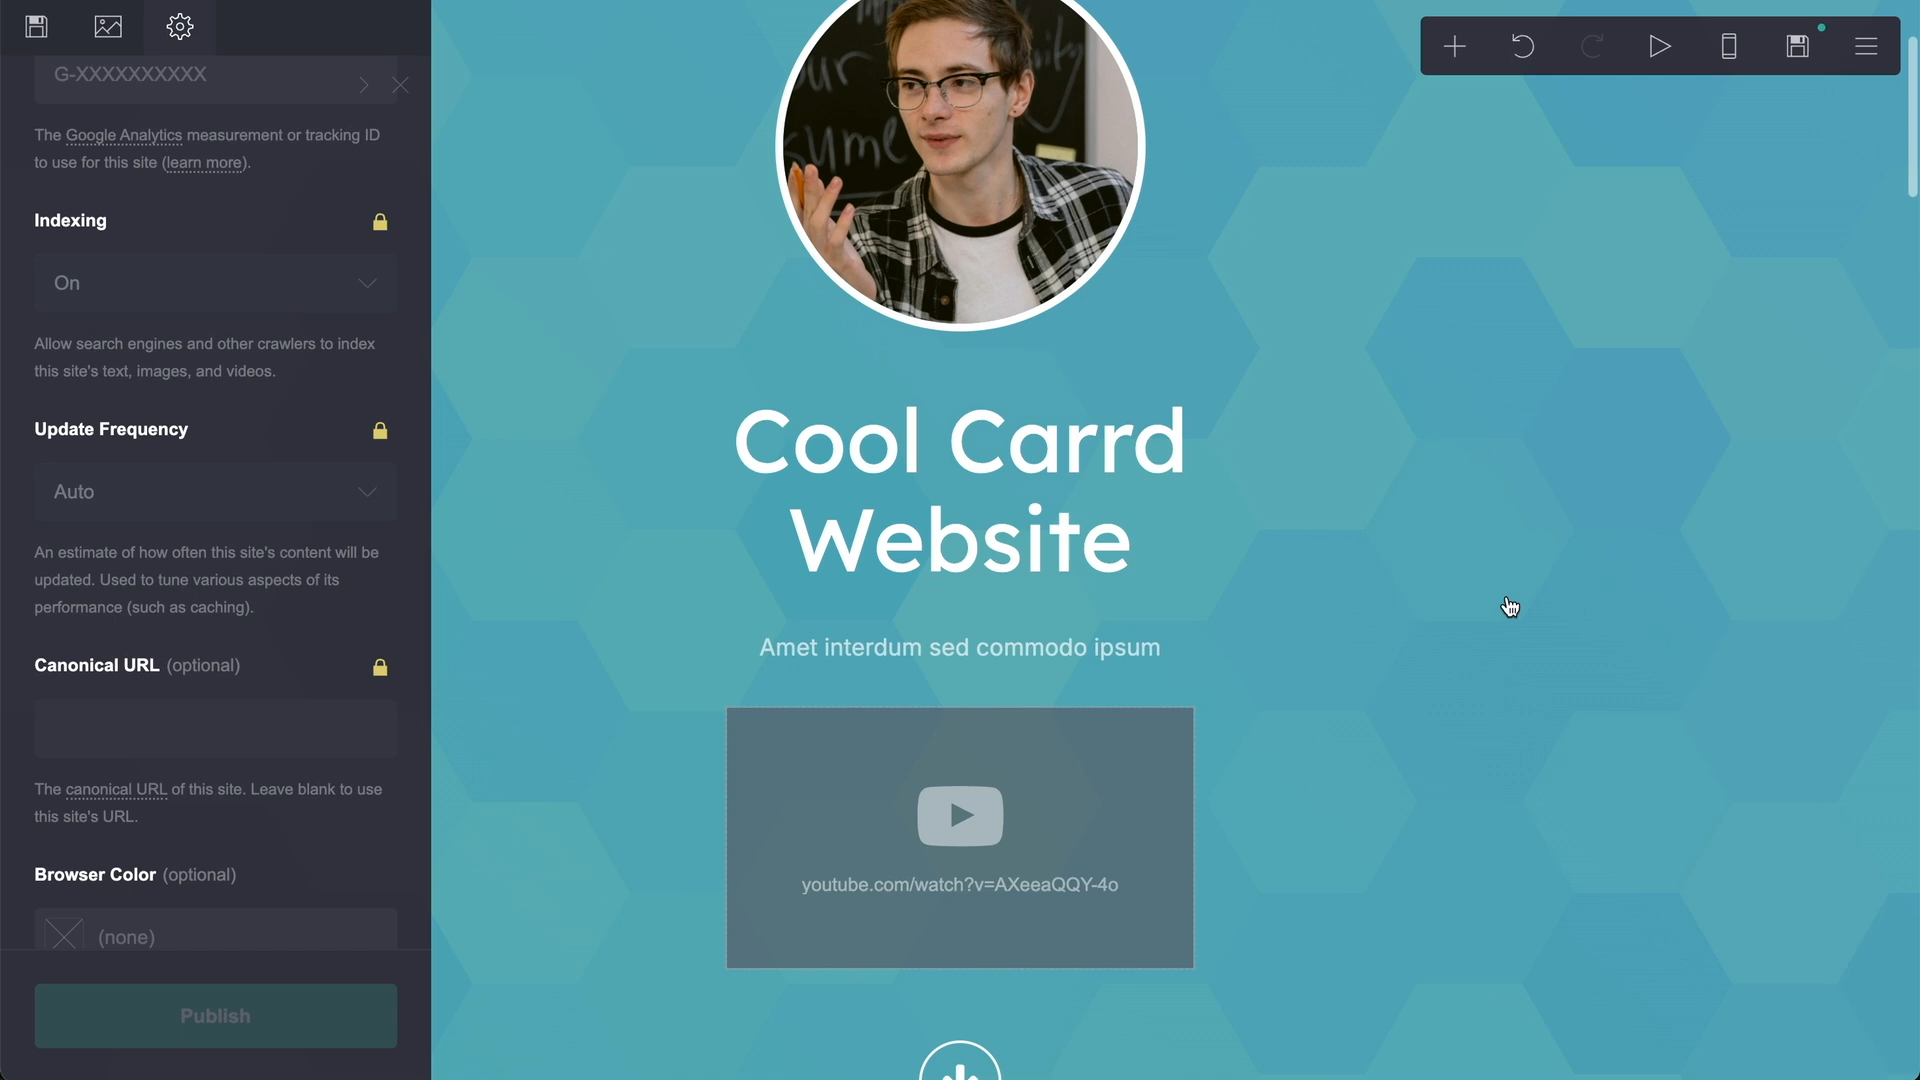 G-XXXXXXXXXX
The Google Analytics measurement or tracking ID
to use for this site (learn more).
Indexing
On
Allow search engines and other crawlers to index
this site's text, images, and videos.
Update Frequency
Auto
An estimate of how often this site's content will be
updated. Used to tune various aspects of its
performance (such as caching).
Canonical URL (optional)
The canonical URL of this site. Leave blank to use
this site's URL.
Browser Color (optional)
(none)
Publish
Cool Carrd
Website
Amet interdum sed commodo ipsum
youtube.com/watch?v=AXeeaQQY-4o